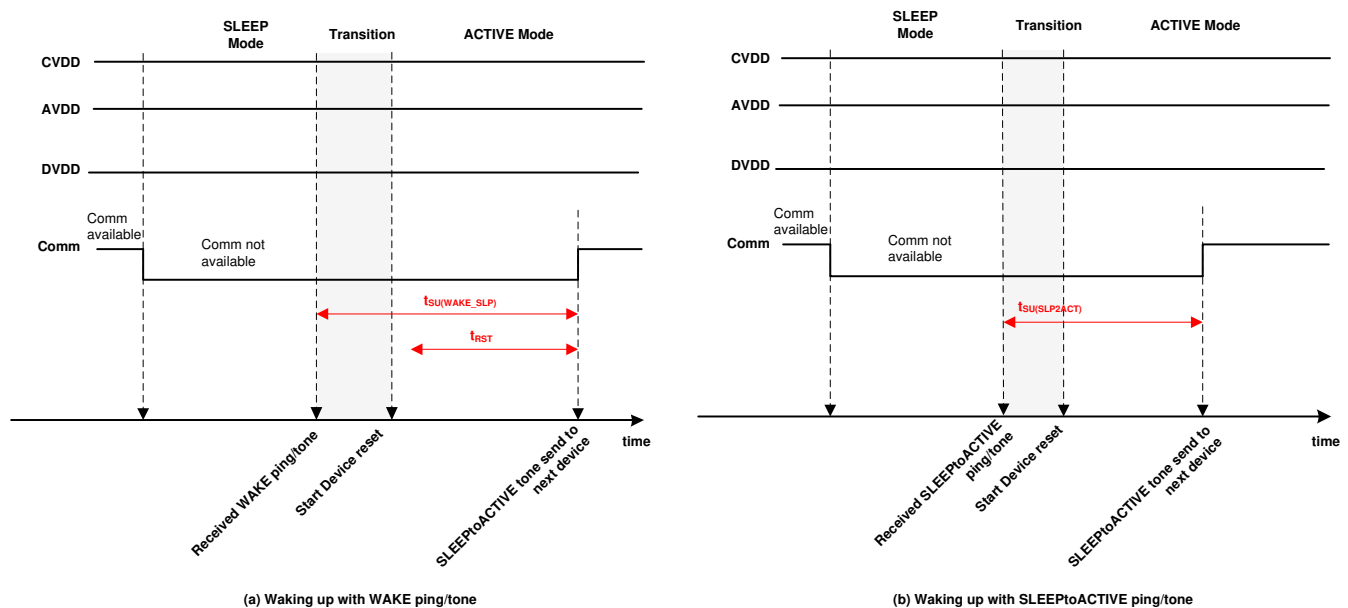 SLEEP
Mode
Transition
ACTIVE Mode
CVDD
AVDD
DVDD
Comm
available
Comm
Comm not
available
tSU(WAKE_SLP)
tRST
time
Received WAKE ping/tone
Start Device reset
SLEEPtoACTIVE tone send to
next device
(a) Waking up with WAKE ping/tone
SLEEP
Mode
Transition
ACTIVE Mode
CVDD
AVDD
DVDD
Comm
available
Comm
Comm not
available
tSU(SLP2ACT)
time
Received SLEEPtoACTIVE
ping/tone
Start Device reset
SLEEPtoACTIVE tone send to
next device
(b) Waking up with SLEEPtoACTIVE ping/tone